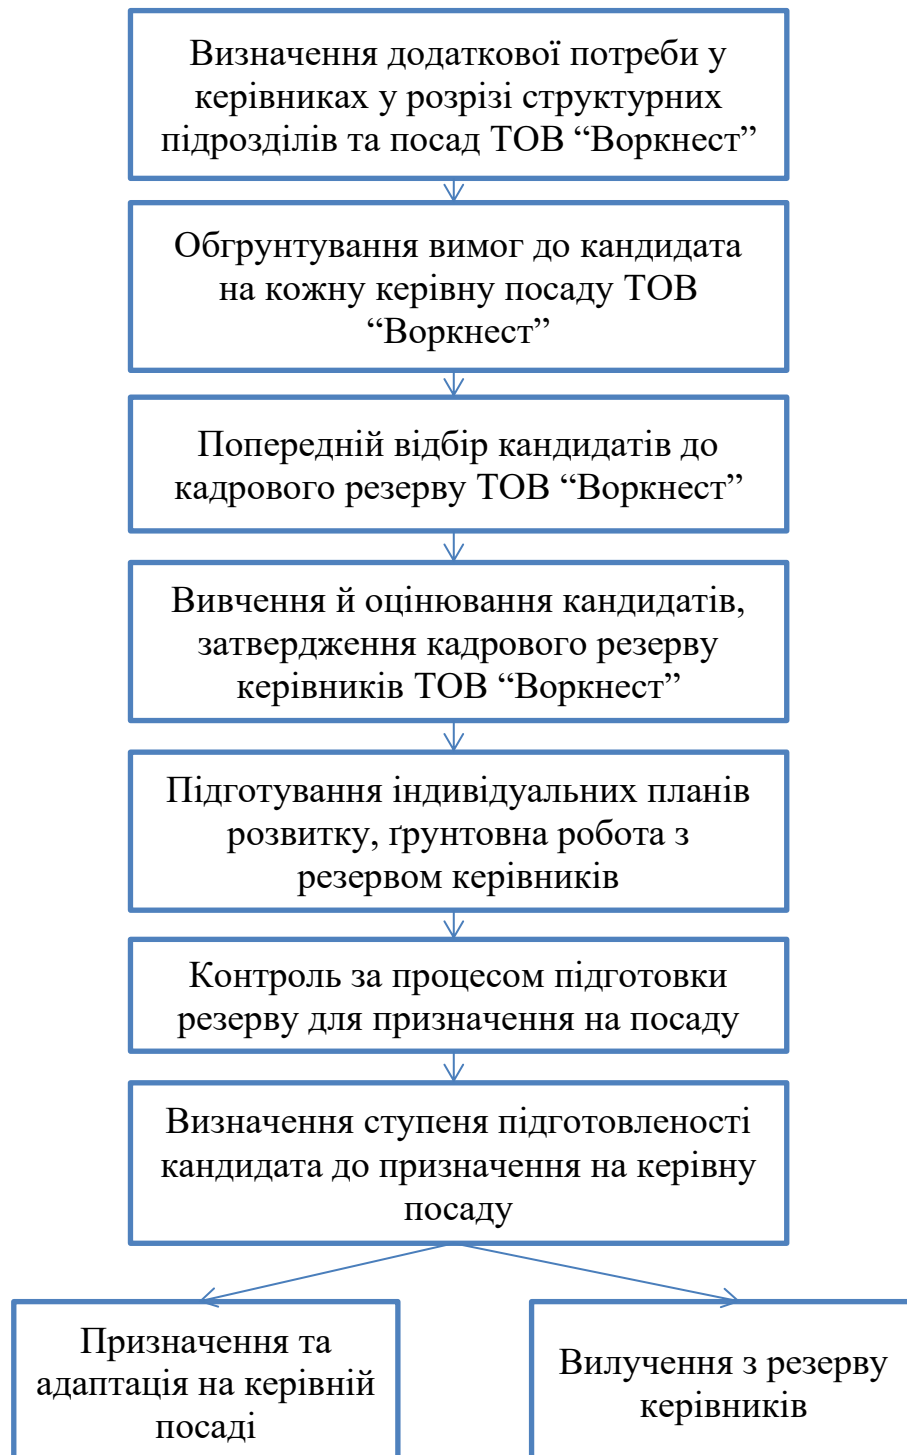 Визначення додаткової потреби у
керівниках у розрізі структурних
підрозділів та посад ТОВ “Воркнест”
Обгрунтування вимог до кандидата
на кожну керівну посаду ТОВ
“Воркнест”
Попередній відбір кандидатів до
кадрового резерву ТОВ “Воркнест”
Вивчення й оцінювання кандидатів,
затвердження кадрового резерву
керівників ТОВ “Воркнест”
Підготування індивідуальних планів
розвитку, ґрунтовна робота з
резервом керівників
Контроль за процесом підготовки
резерву для призначення на посаду
Визначення ступеня підготовленості
кандидата до призначення на керівну
посаду
Призначення та
адаптація на керівній
посаді
Вилучення з резерву
керівників